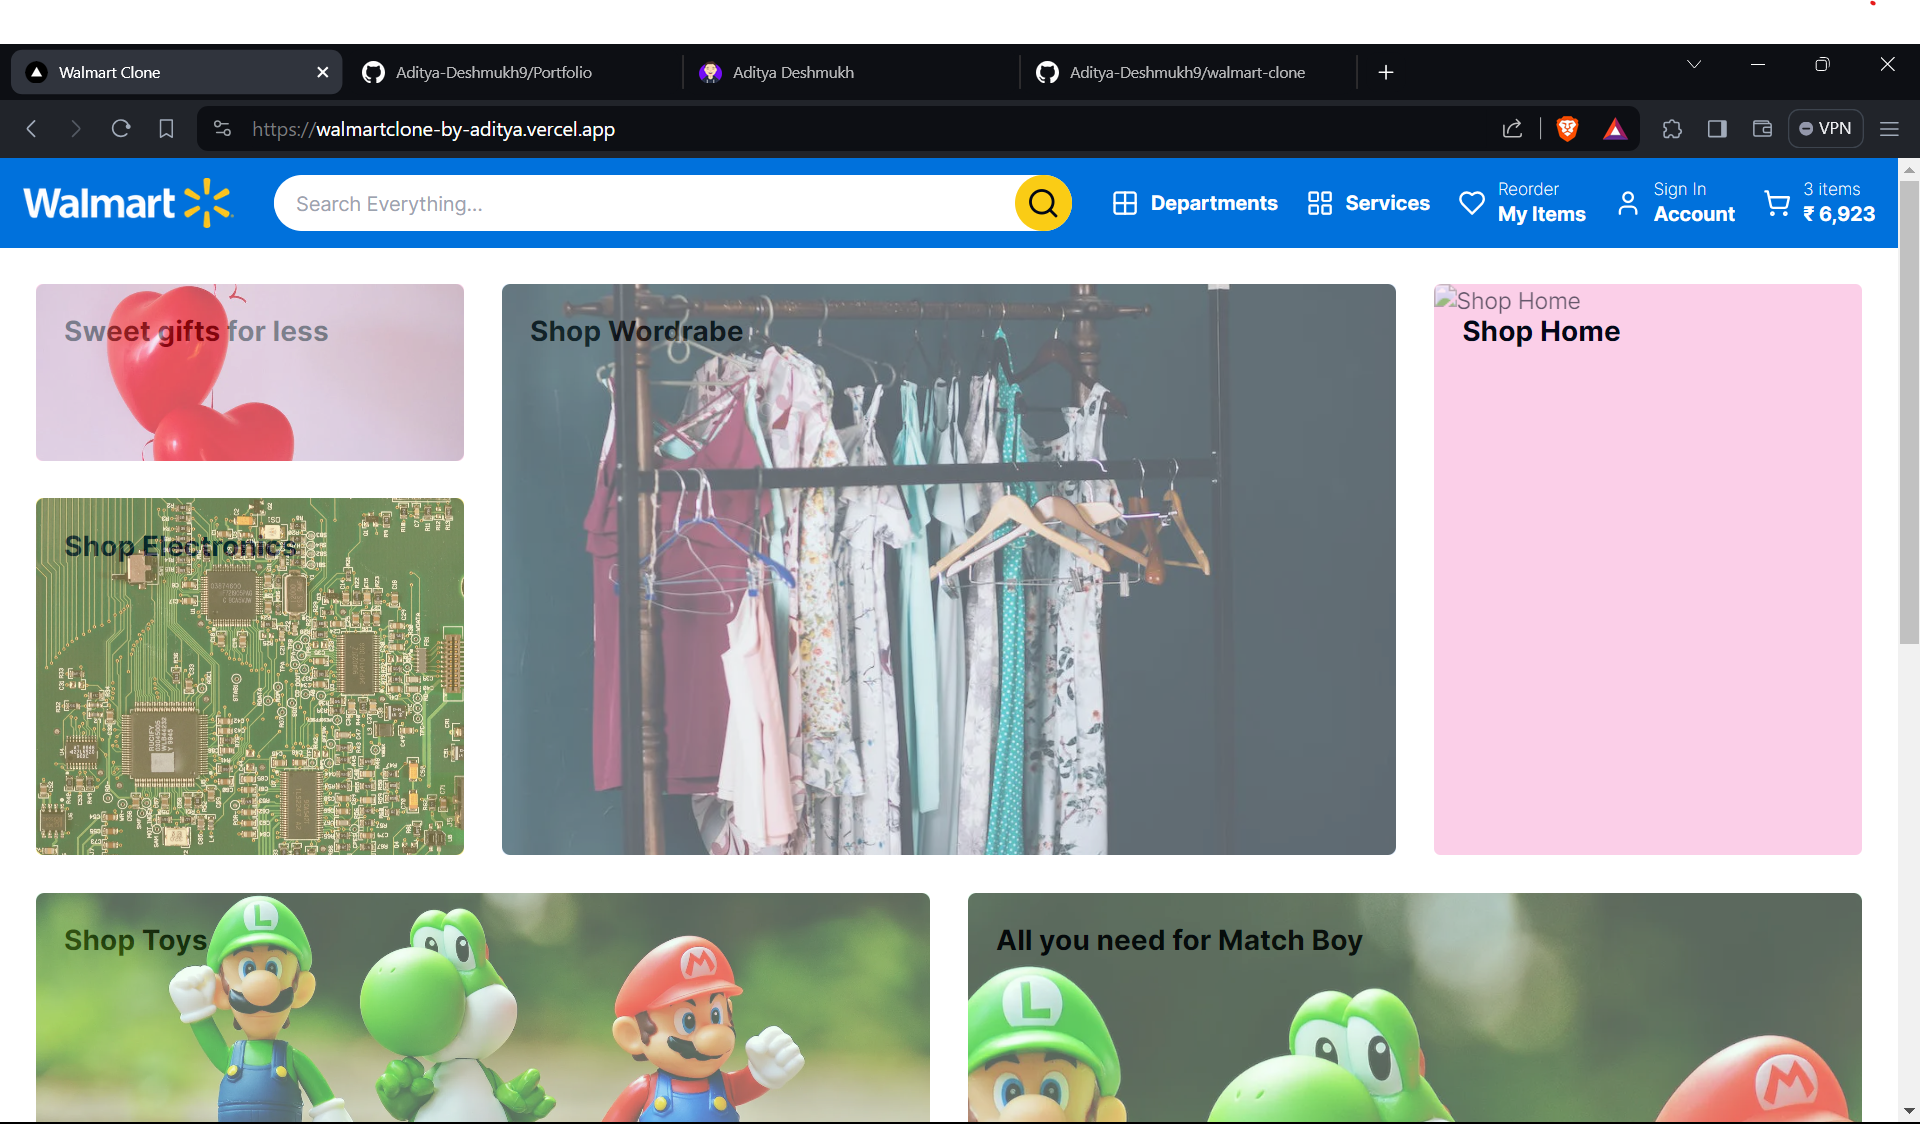 Walmart Clone
Aditya-Deshmukh9/Portfolio
Aditya Deshmukh
Aditya-Deshmukh9/walmart-clone
https://walmartclone-by-aditya.vercel.app
VPN
Walmart
Search Everything...
Departments
Services
Reorder
My Items
Sign In
Account
3 items
₹ 6,923
Sweet gifts for less
Shop Wordrabe
Shop Home
Shop Home
Shop Electronics
Shop Toys
All you need for Match Boy
L
M
L
M